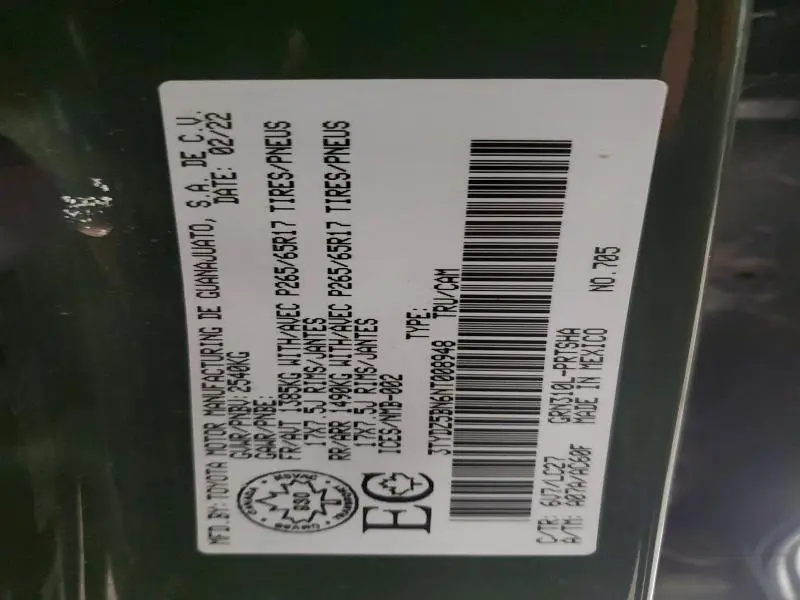 MFD.BY: TOYOTA MOTOR MANUFACTURING DE GUANAJUATO, S.A. DE C.V.
GVWR/PNBV: 2540KG DATE: 02/22
GAWR/PNBE:
FR/AVT 1385KG WITH/AVEC P265/65R17 TIRES/PNEUS
17X7.5J RIMS/JANTES
RR/ARR 1490KG WITH/AVEC P265/65R17 TIRES/PNEUS
17X7.5J RIMS/JANTES
ICES/NMB-002
630
EC
TYPE:
3TYDZ5BN6NT008948 TRU/CAM
C/TR: 6V7/LC27 GRN310L-PRTSHA
A/TM: A07A/AC60F MADE IN MEXICO NO.705